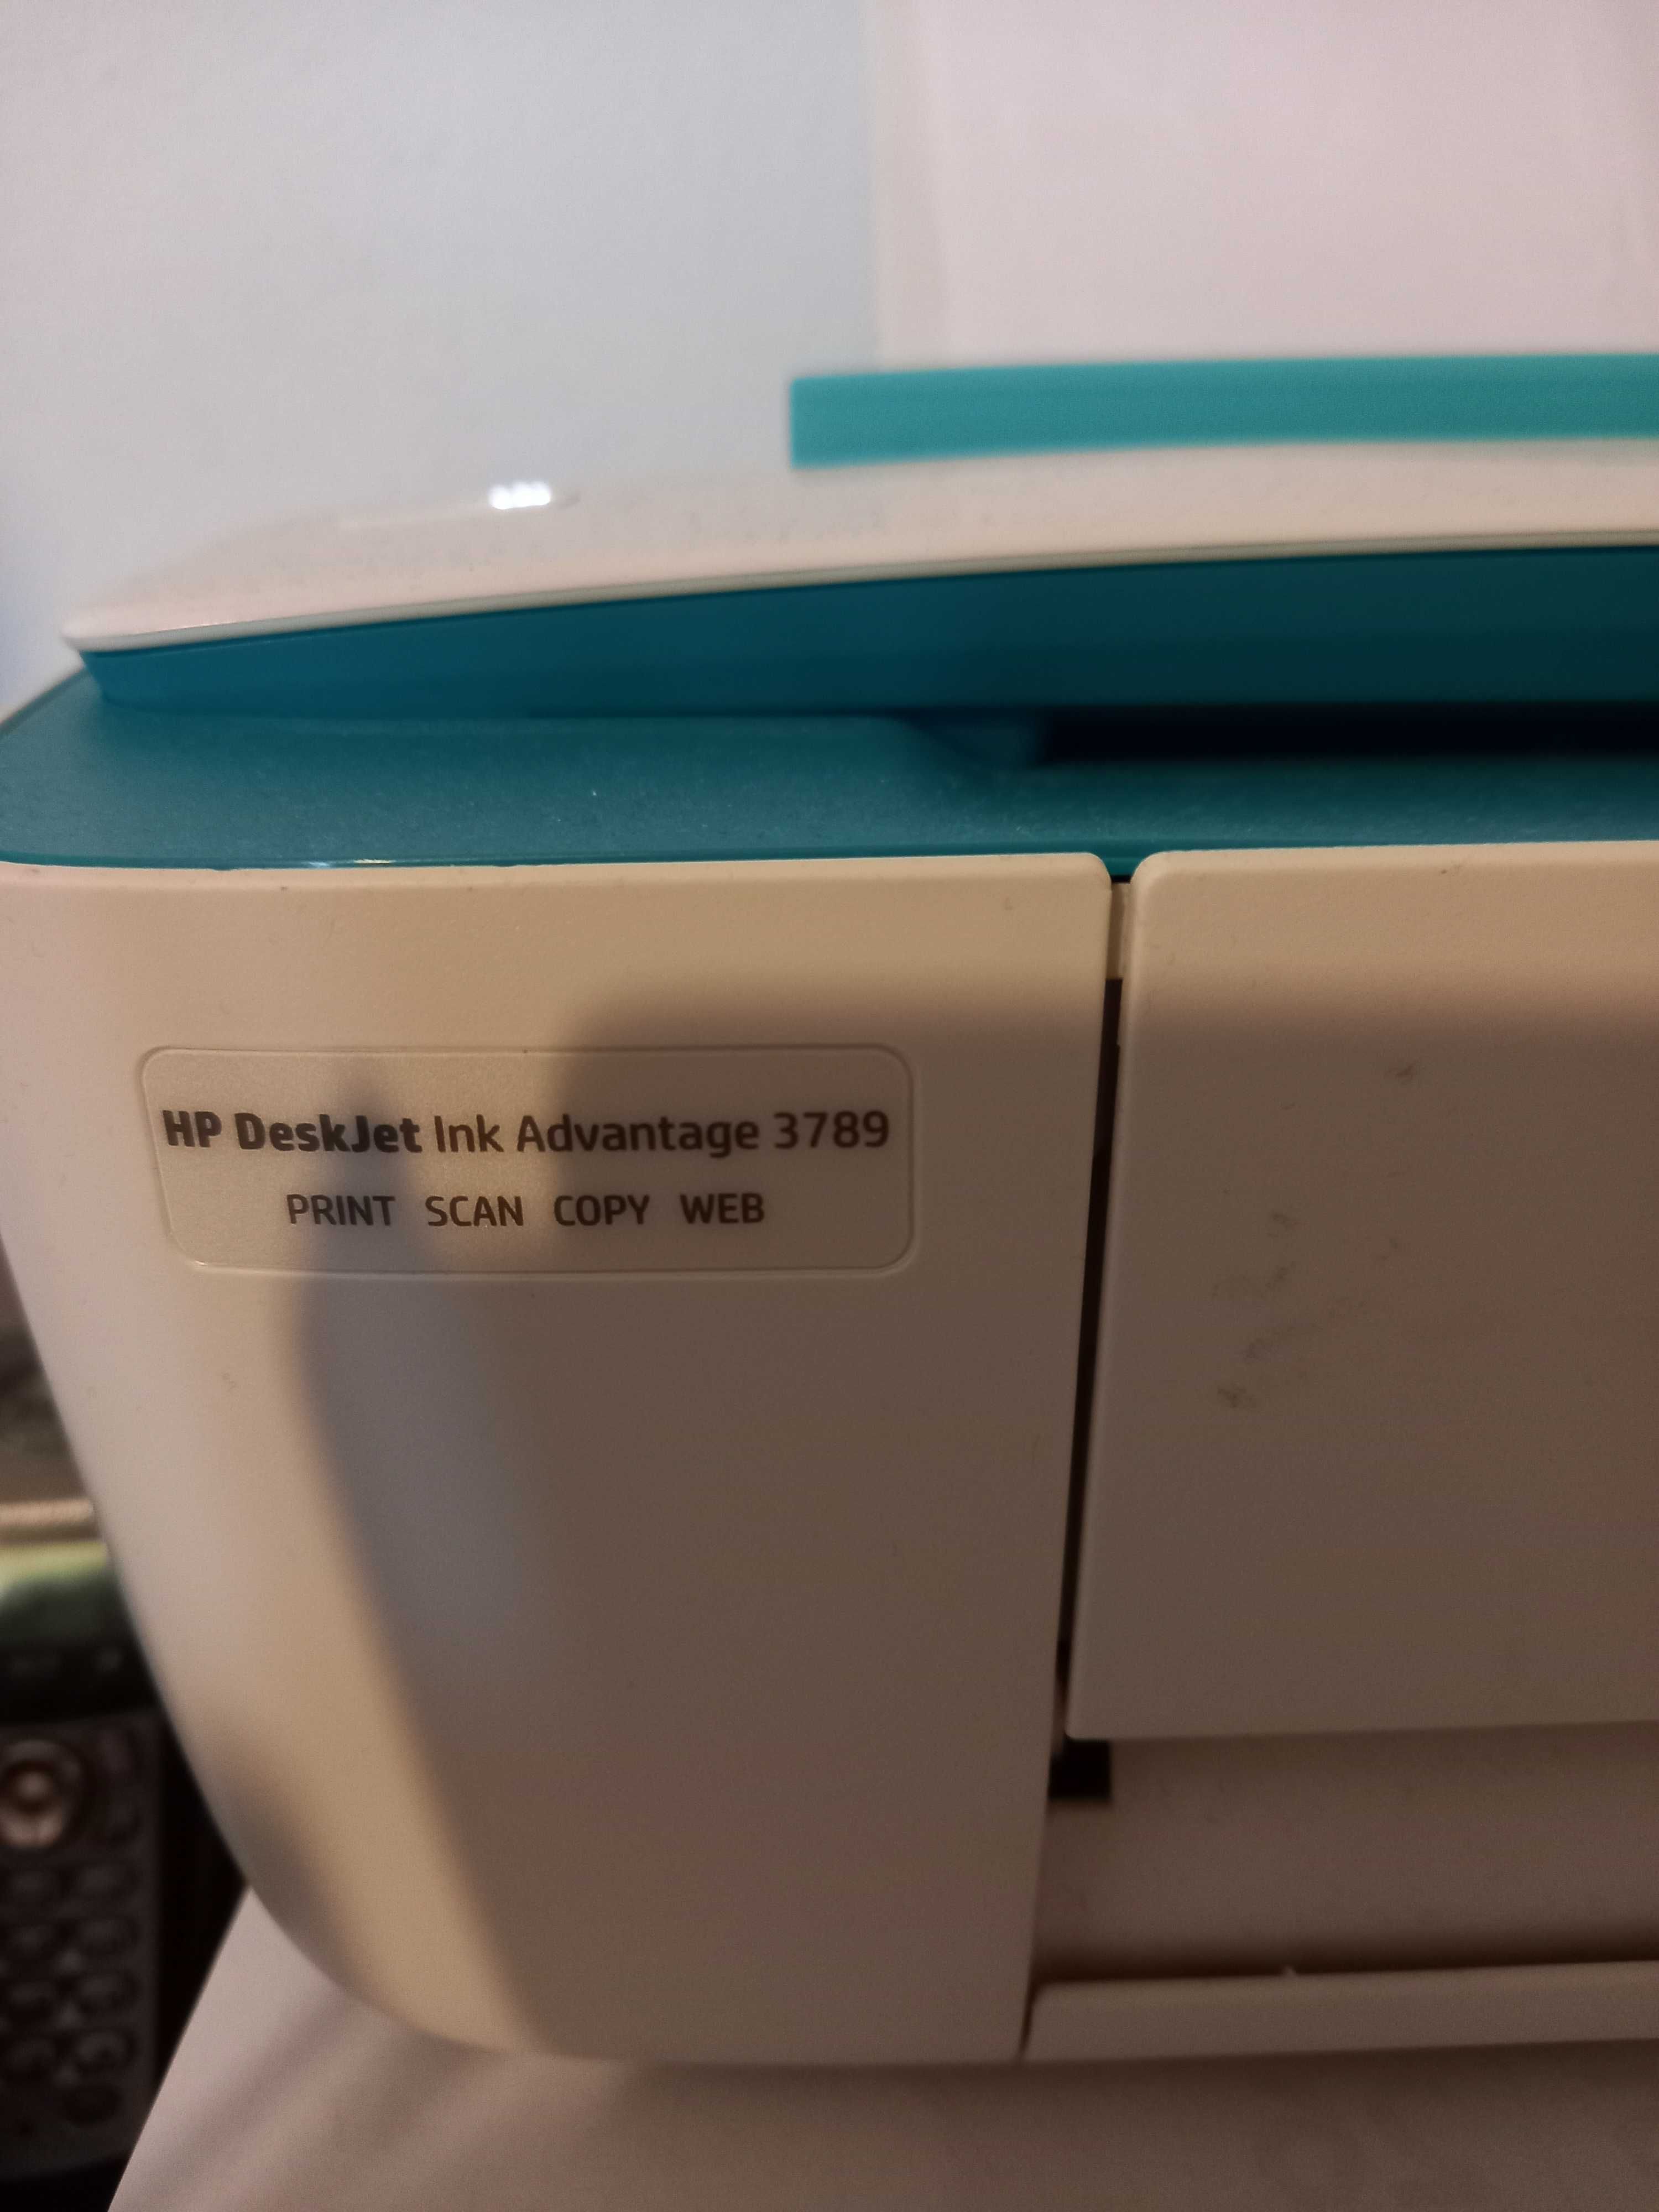 HP DeskJet Ink Advantage 3789
PRINT SCAN COPY WEB